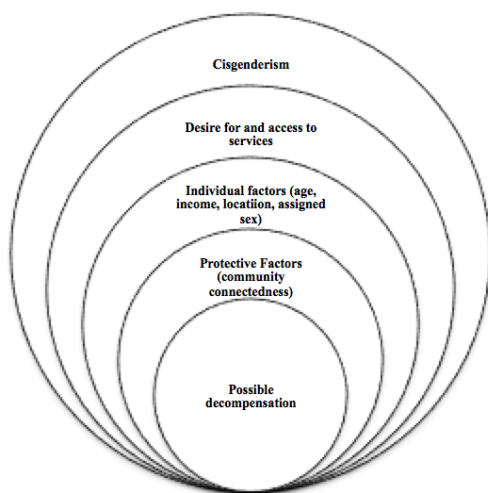 Cisgenderism
Desire for and access to
services
Individual factors (age,
income, locatiion, assigned
sex)
Protective Factors
(community
connectedness)
Possible
decompensation